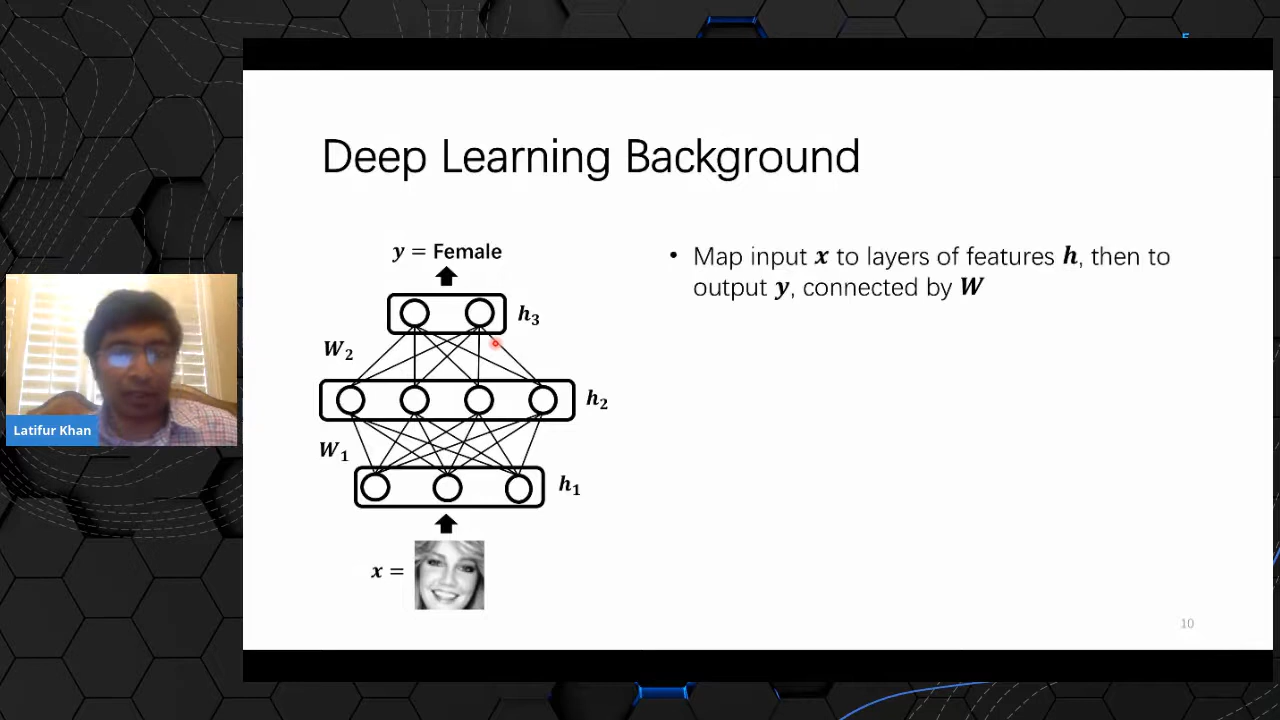 Deep Learning Background
y = Female
h3
W2
h2
W1
h1
x =
• Map input x to layers of features h, then to
output y, connected by W
Latifur Khan
10